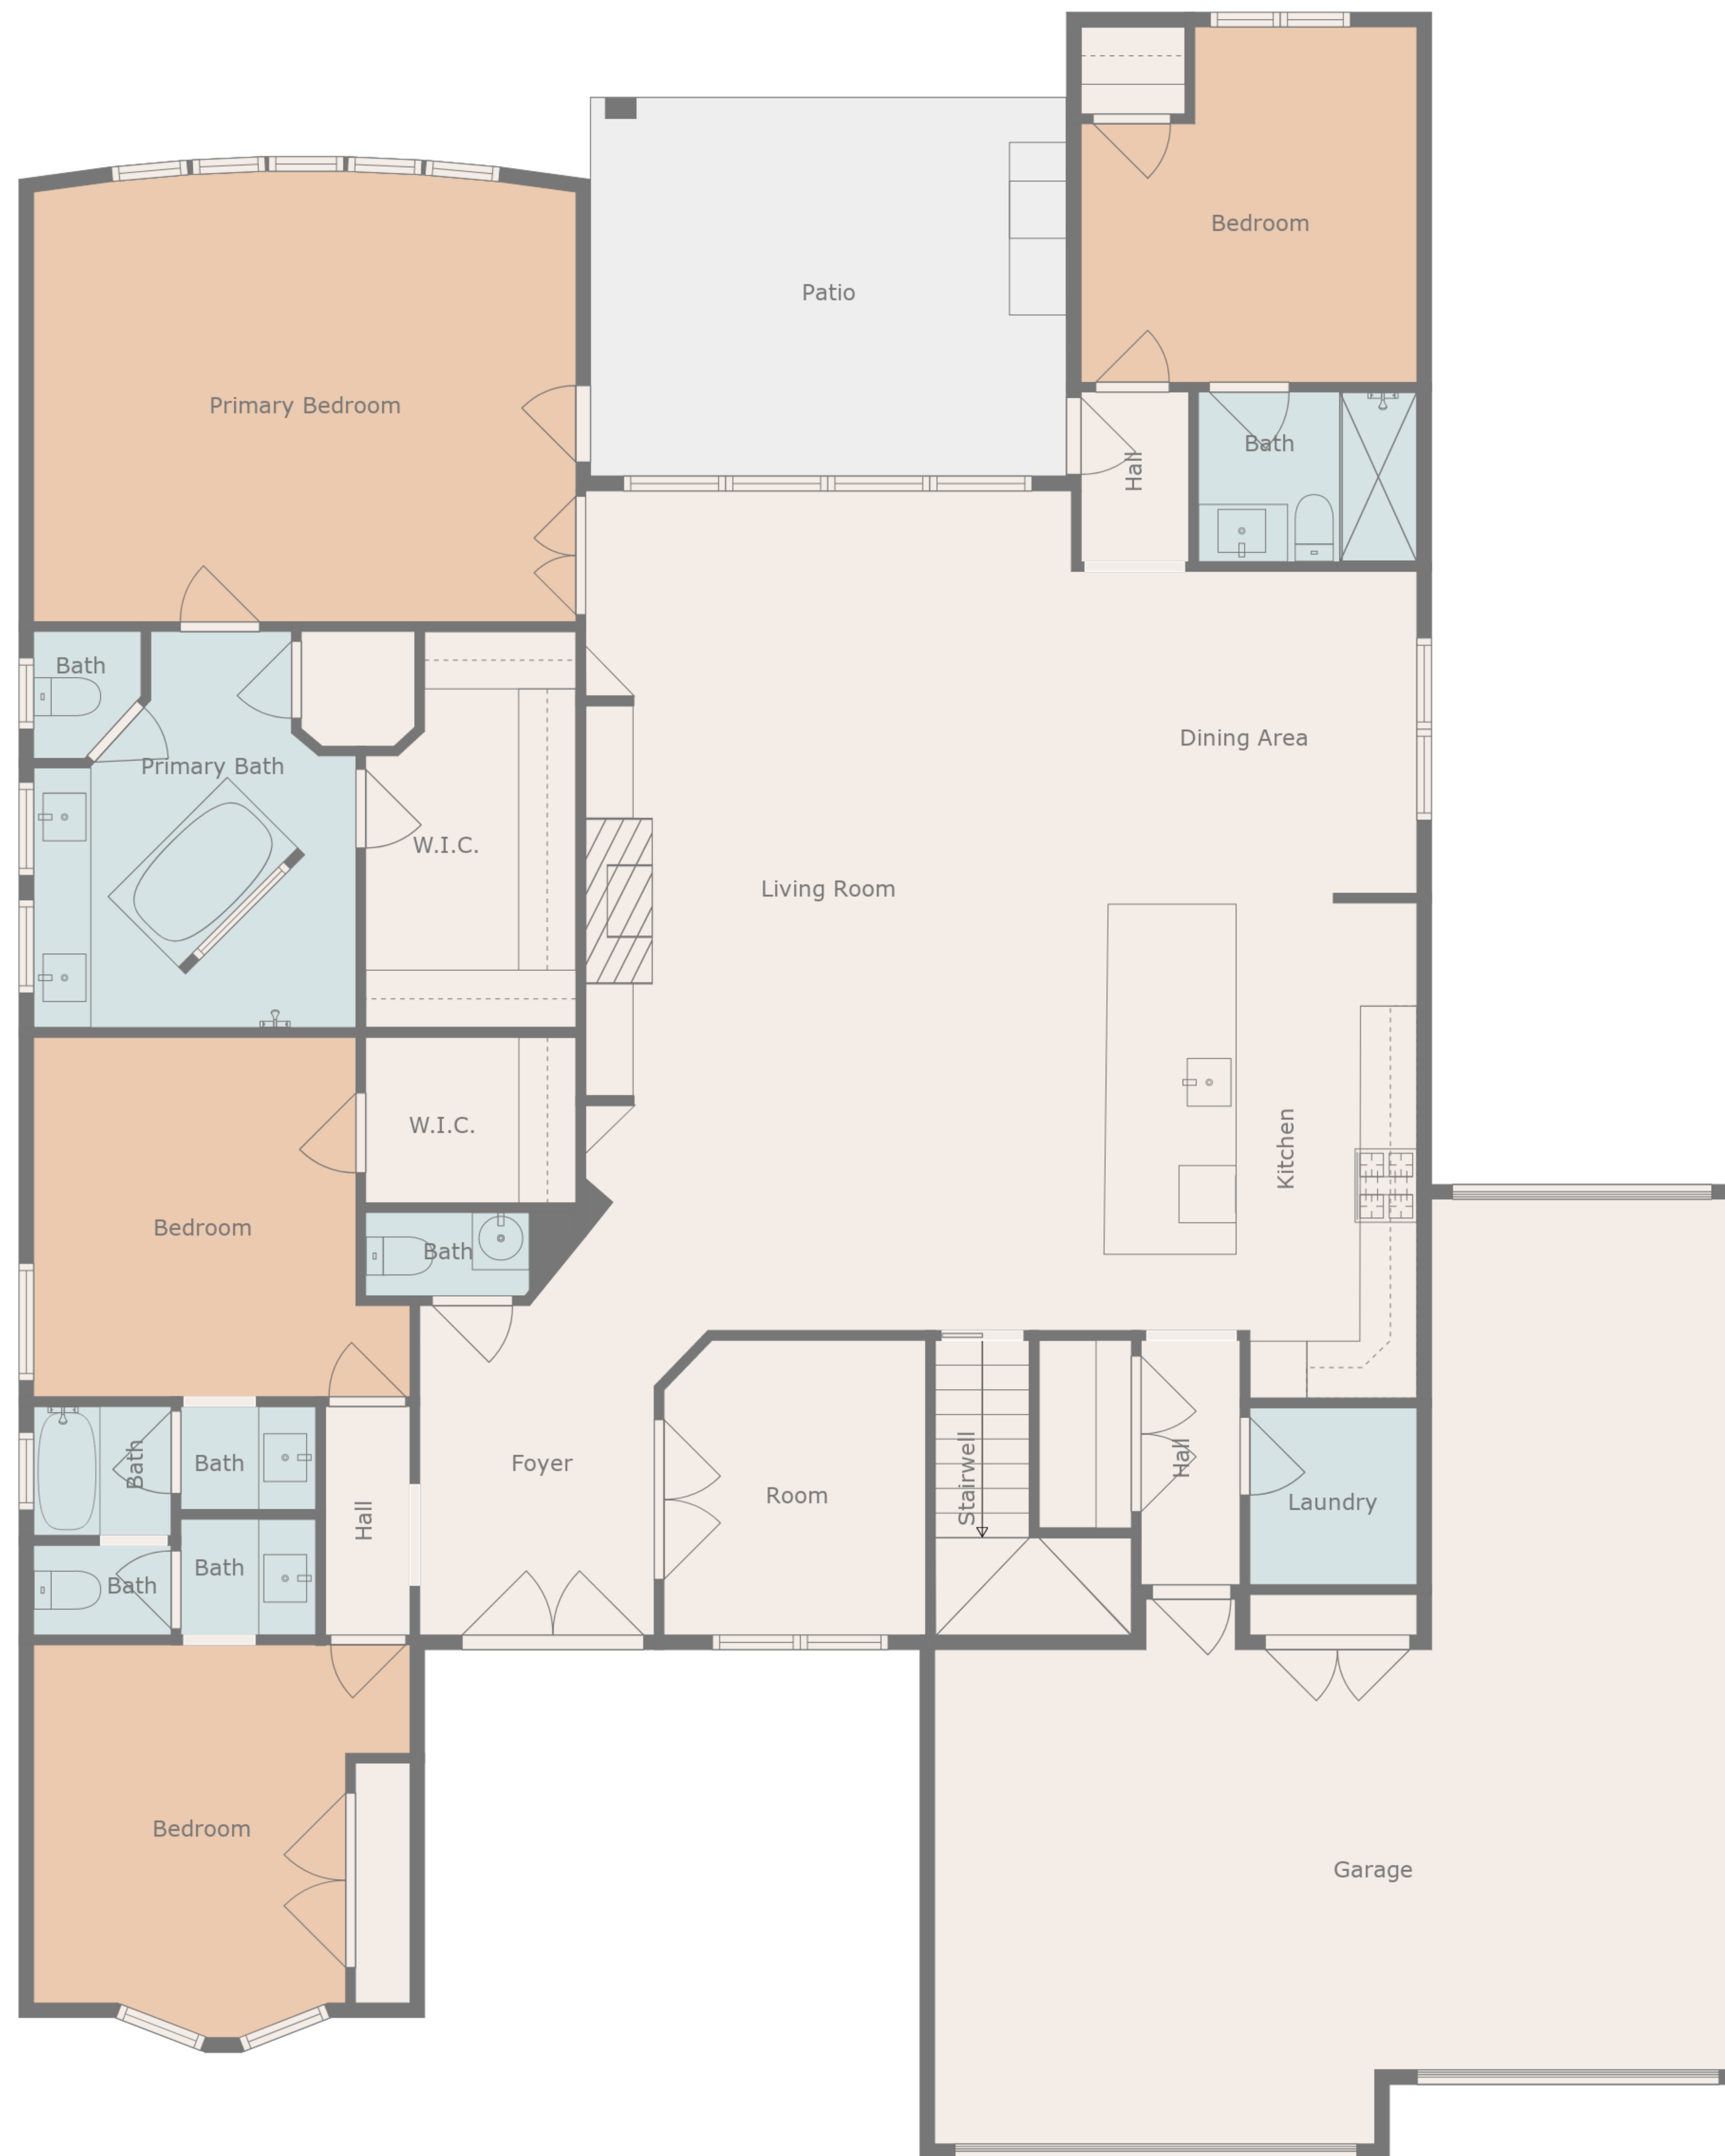 Bedroom
Patio
Primary Bedroom
Bath
Hall
Bath
Dining Area
Primary Bath
W.I.C.
Living Room
W.I.C.
Kitchen
Bedroom
Bath
Foyer
Bath
Bath
Room
Stairwell
Hall
Laundry
Hall
Bath
Bath
Bedroom
Garage